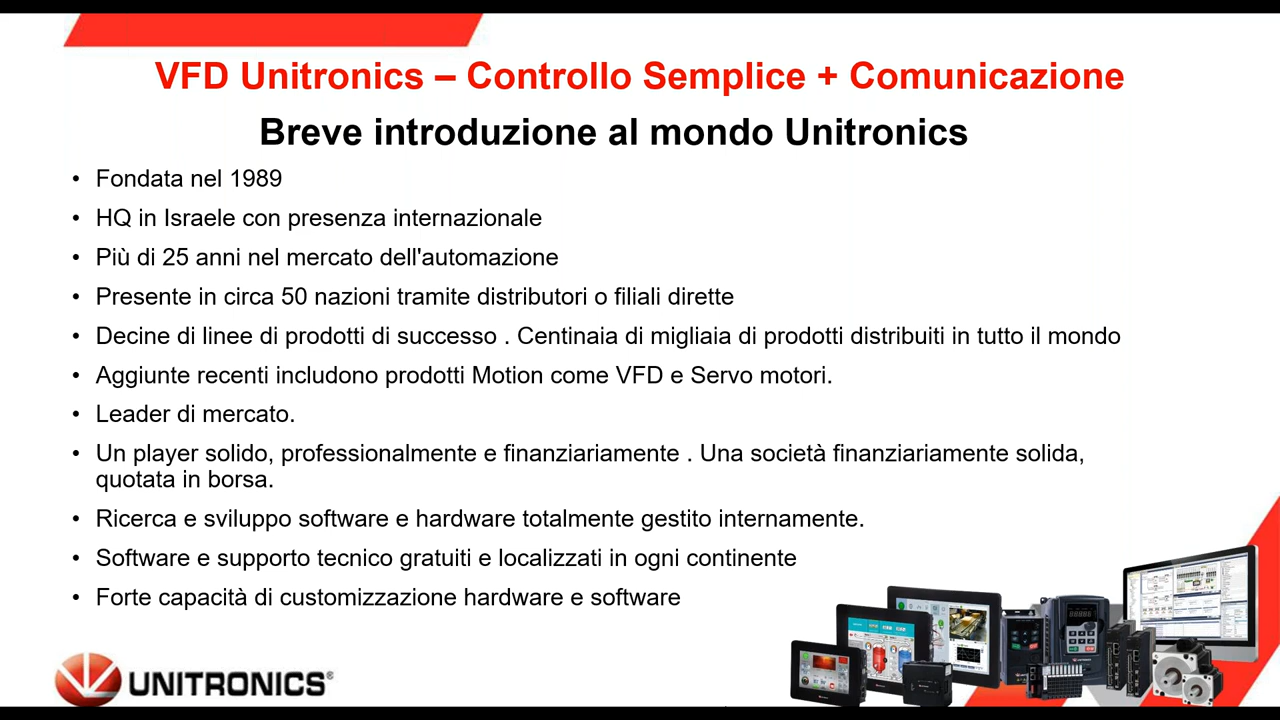 VFD Unitronics – Controllo Semplice + Comunicazione
Breve introduzione al mondo Unitronics
• Fondata nel 1989
• HQ in Israele con presenza internazionale
• Più di 25 anni nel mercato dell'automazione
• Presente in circa 50 nazioni tramite distributori o filiali dirette
• Decine di linee di prodotti di successo . Centinaia di migliaia di prodotti distribuiti in tutto il mondo
• Aggiunte recenti includono prodotti Motion come VFD e Servo motori.
• Leader di mercato.
• Un player solido, professionalmente e finanziariamente . Una società finanziariamente solida,
quotata in borsa.
• Ricerca e sviluppo software e hardware totalmente gestito internamente.
• Software e supporto tecnico gratuiti e localizzati in ogni continente
• Forte capacità di customizzazione hardware e software
UNITRONICS®